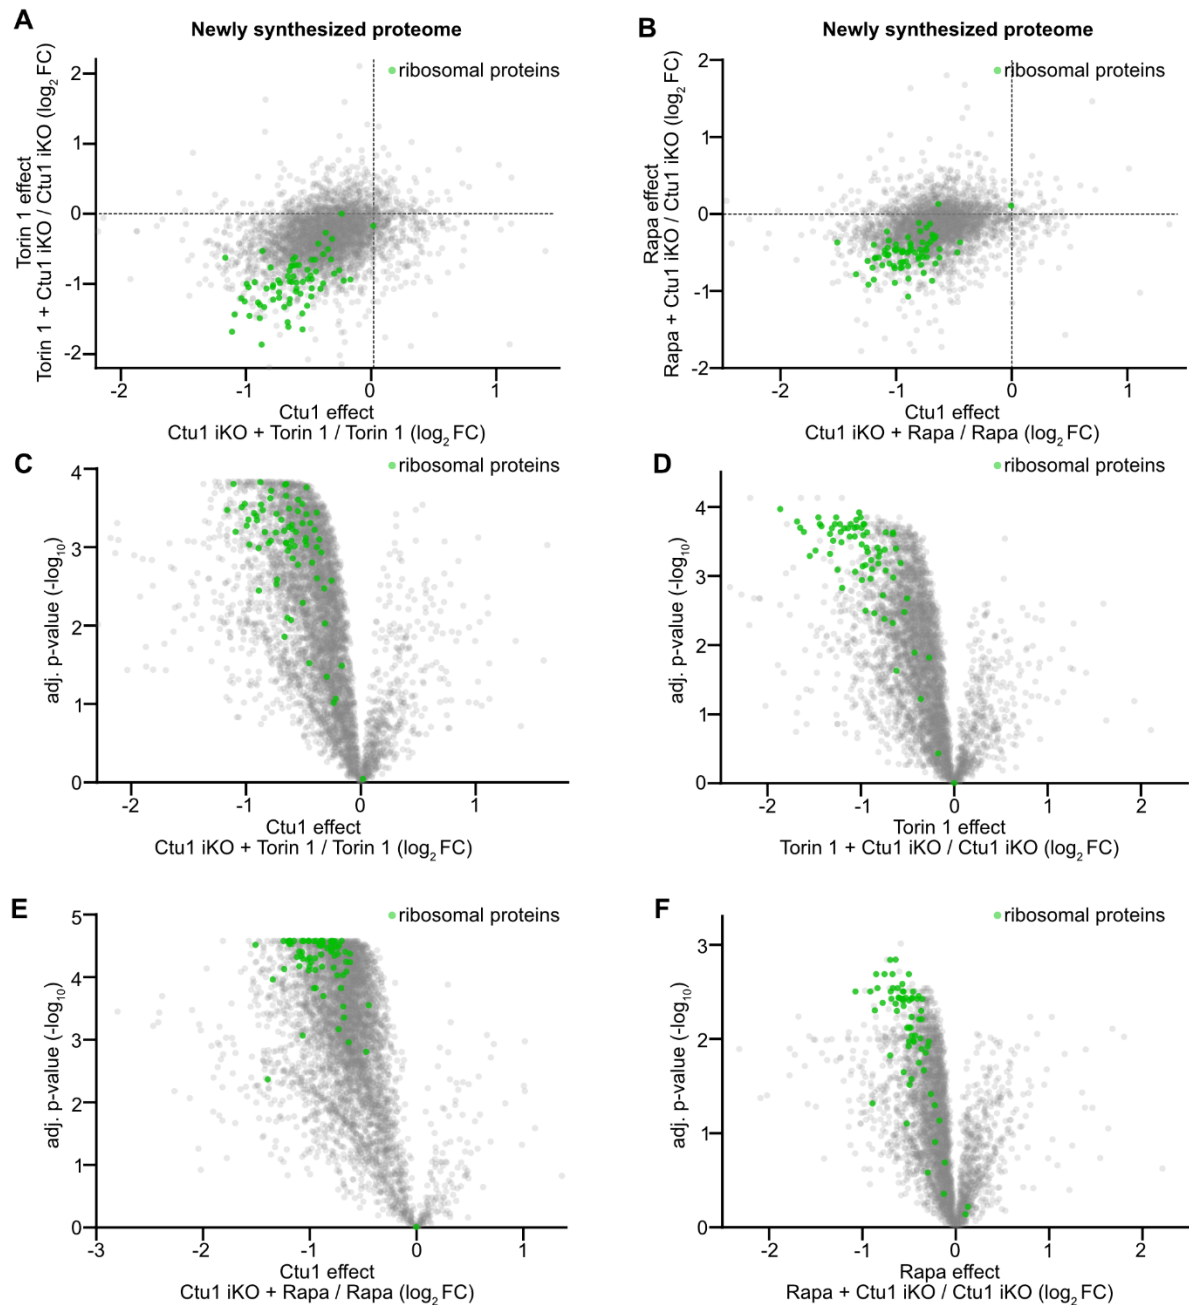 A
Newly synthesized proteome
ribosomal proteins
Torin 1 effect
Torin 1 + Ctu1 iKO / Ctu1 iKO (log2 FC)
2
1
0
-1
-2
-2
-1
0
1
Ctu1 effect
Ctu1 iKO + Torin 1 / Torin 1 (log2 FC)
B
Newly synthesized proteome
ribosomal proteins
Rapa effect
Rapa + Ctu1 iKO / Ctu1 iKO (log2 FC)
2
1
0
-1
-2
-2
-1
0
1
Ctu1 effect
Ctu1 iKO + Rapa / Rapa (log2 FC)
C
ribosomal proteins
adj. p-value (-log10)
4
3
2
1
0
-2
-1
0
1
Ctu1 effect
Ctu1 iKO + Torin 1 / Torin 1 (log2 FC)
D
ribosomal proteins
adj. p-value (-log10)
4
3
2
1
0
-2
-1
0
1
2
Torin 1 effect
Torin 1 + Ctu1 iKO / Ctu1 iKO (log2 FC)
E
ribosomal proteins
adj. p-value (-log10)
5
4
3
2
1
0
-3
-2
-1
0
1
Ctu1 effect
Ctu1 iKO + Rapa / Rapa (log2 FC)
F
ribosomal proteins
adj. p-value (-log10)
3
2
1
0
-2
-1
0
1
2
Rapa effect
Rapa + Ctu1 iKO / Ctu1 iKO (log2 FC)